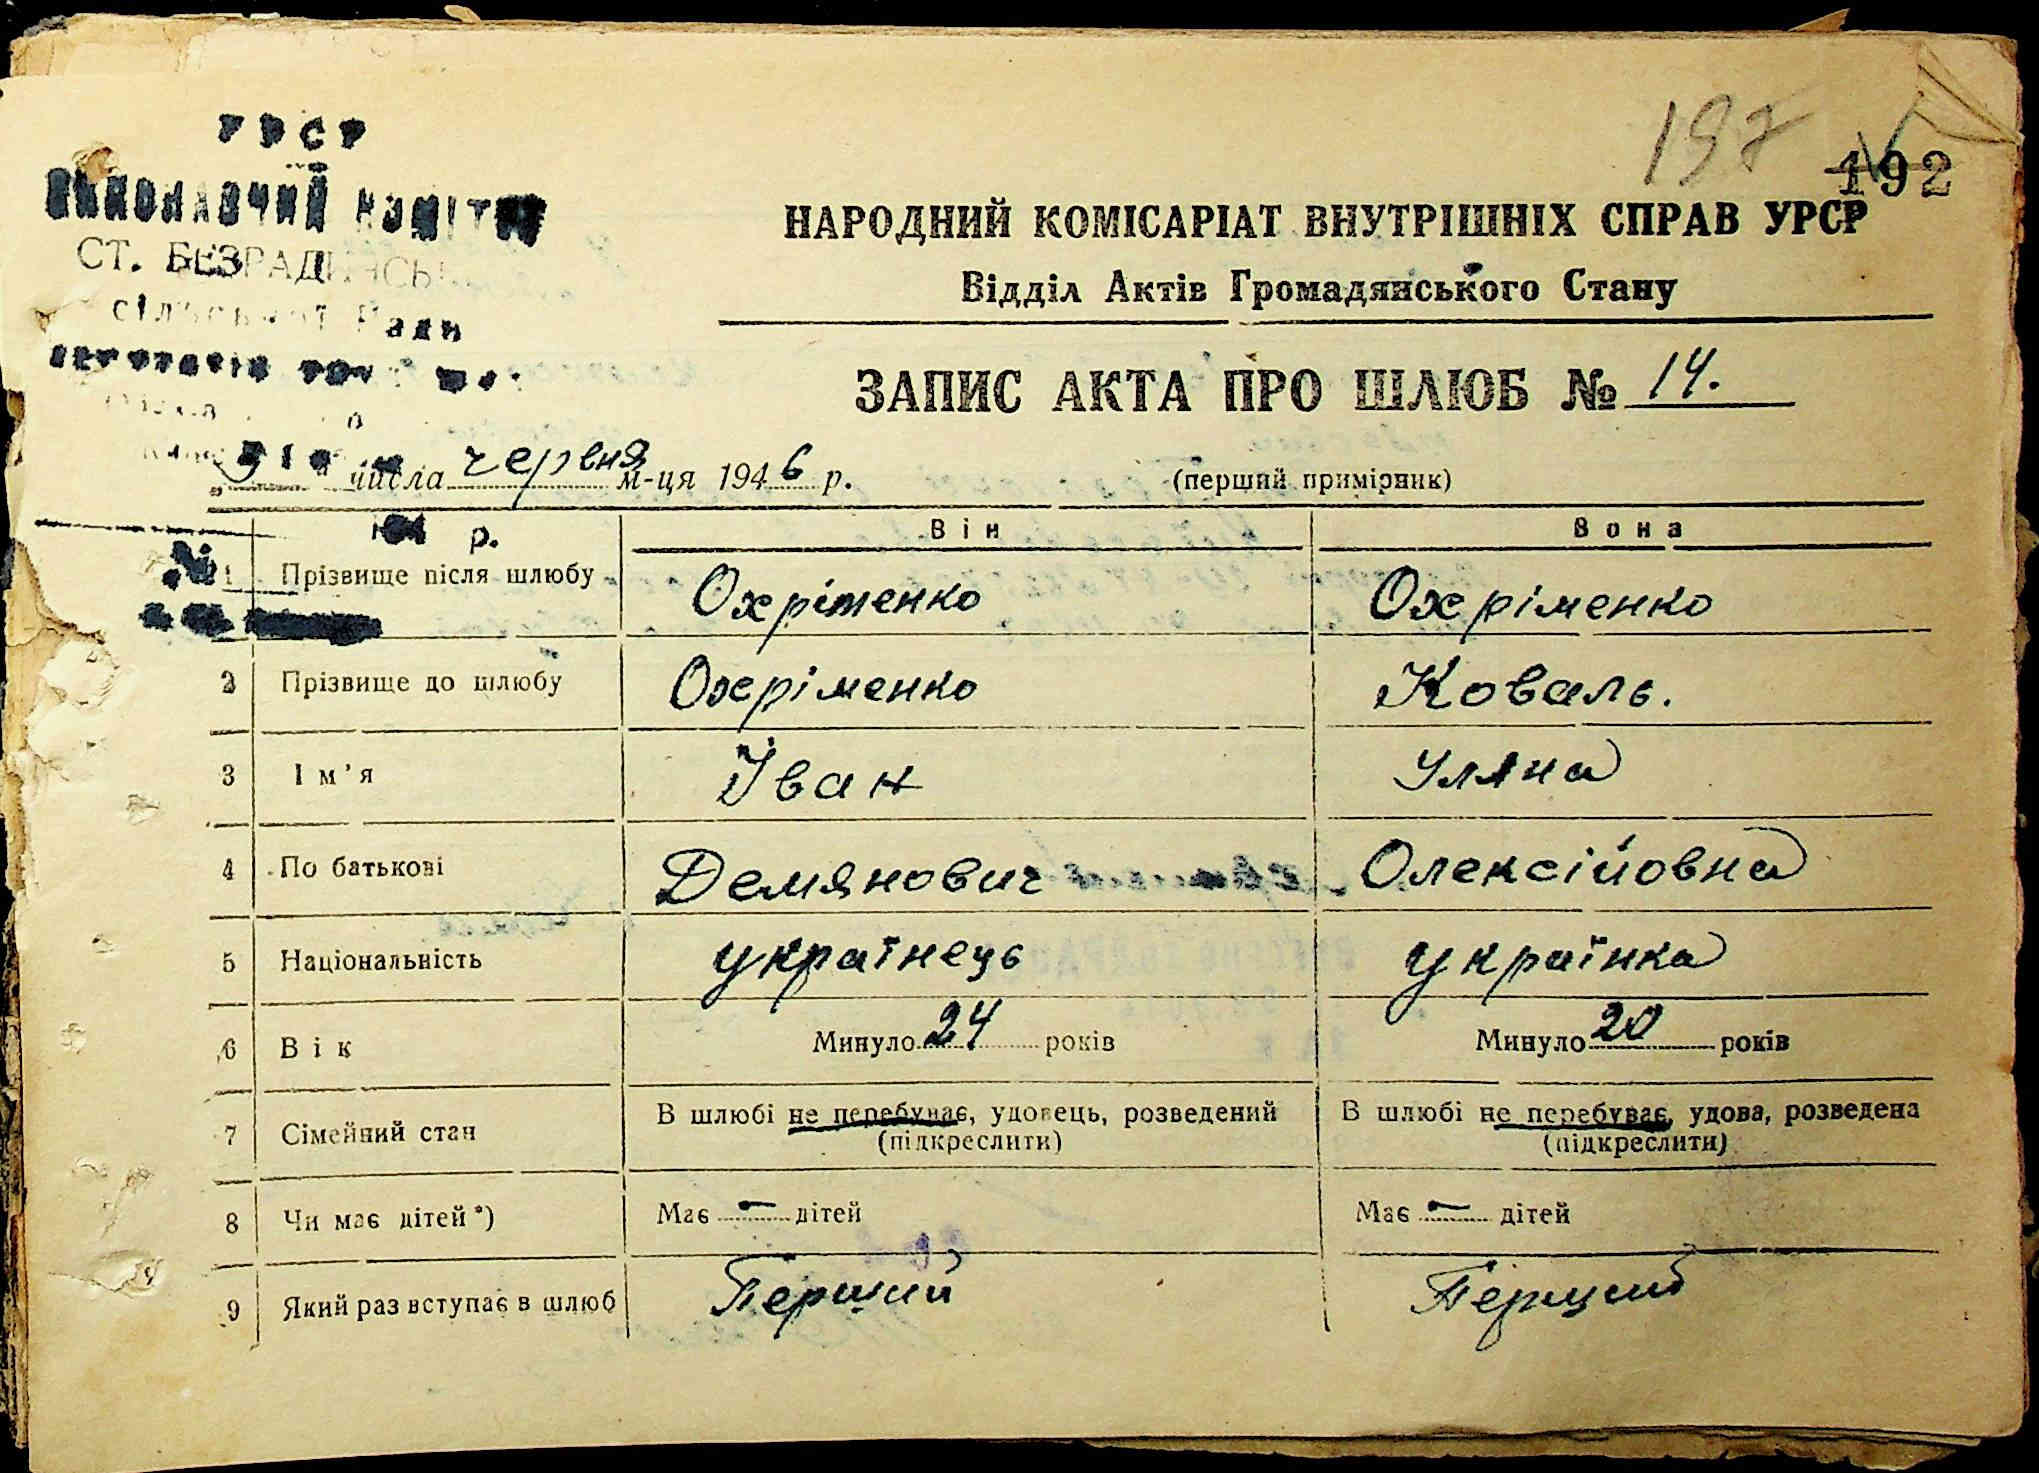 УРСР
ВИКОНАВЧИЙ КОМІТЕТ
СТ. БЕЗРАДИЧСЬК
сільської Ради
197
192
НАРОДНИЙ КОМІСАРІАТ ВНУТРІШНІХ СПРАВ УРСР
Відділ Актів Громадянського Стану
ЗАПИС АКТА ПРО ШЛЮБ № 14.
числа червня м-ця 1946 р.
(перший примірник)
194 р.
Він Вона
1 Прізвище після шлюбу Охріменко Охріменко
2 Прізвище до шлюбу Охріменко Коваль.
3 Ім'я Іван Уляна
4 По батькові Демянович Олексійовна
5 Національність українець українка
6 Вік Минуло 24 років Минуло 20 років
7 Сімейний стан В шлюбі не перебуває, удовець, розведений В шлюбі не перебуває, удова, розведена
(підкреслити) (підкреслити)
8 Чи має дітей*) Має — дітей Має — дітей
9 Який раз вступає в шлюб Перший Перший